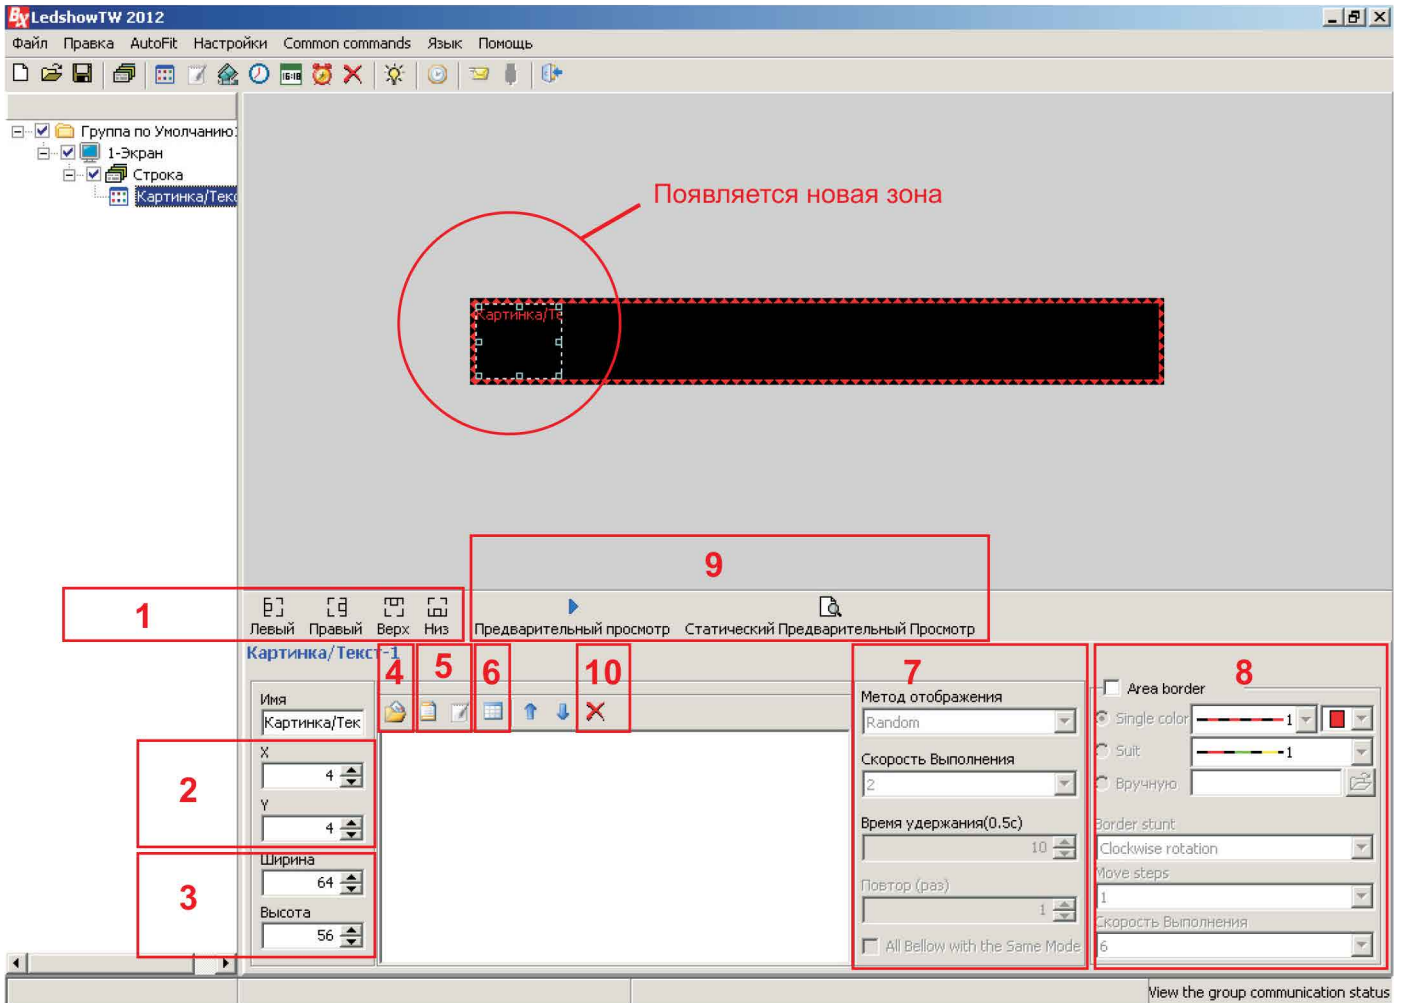 BX LedshowTW 2012
Файл Правка AutoFit Настройки Common commands Язык Помощь
16:18
Группа по Умолчанию
1-Экран
Строка
Картинка/Текс
Появляется новая зона
Картинка/Те
9
1
Левый Правый Верх Низ Предварительный просмотр Статический Предварительный Просмотр
Картинка/Текст-1
4 5 6 10 7 8
Имя
Картинка/Тек
X
4
Y
4
2
Ширина
64
Высота
56
3
Метод отображения
Random
Скорость Выполнения
2
Время удержания(0.5с)
10
Повтор (раз)
1
All Bellow with the Same Mode
Area border
Single color 1
Suit 1
Вручную
Border stunt
Clockwise rotation
Move steps
1
Скорость Выполнения
6
View the group communication status